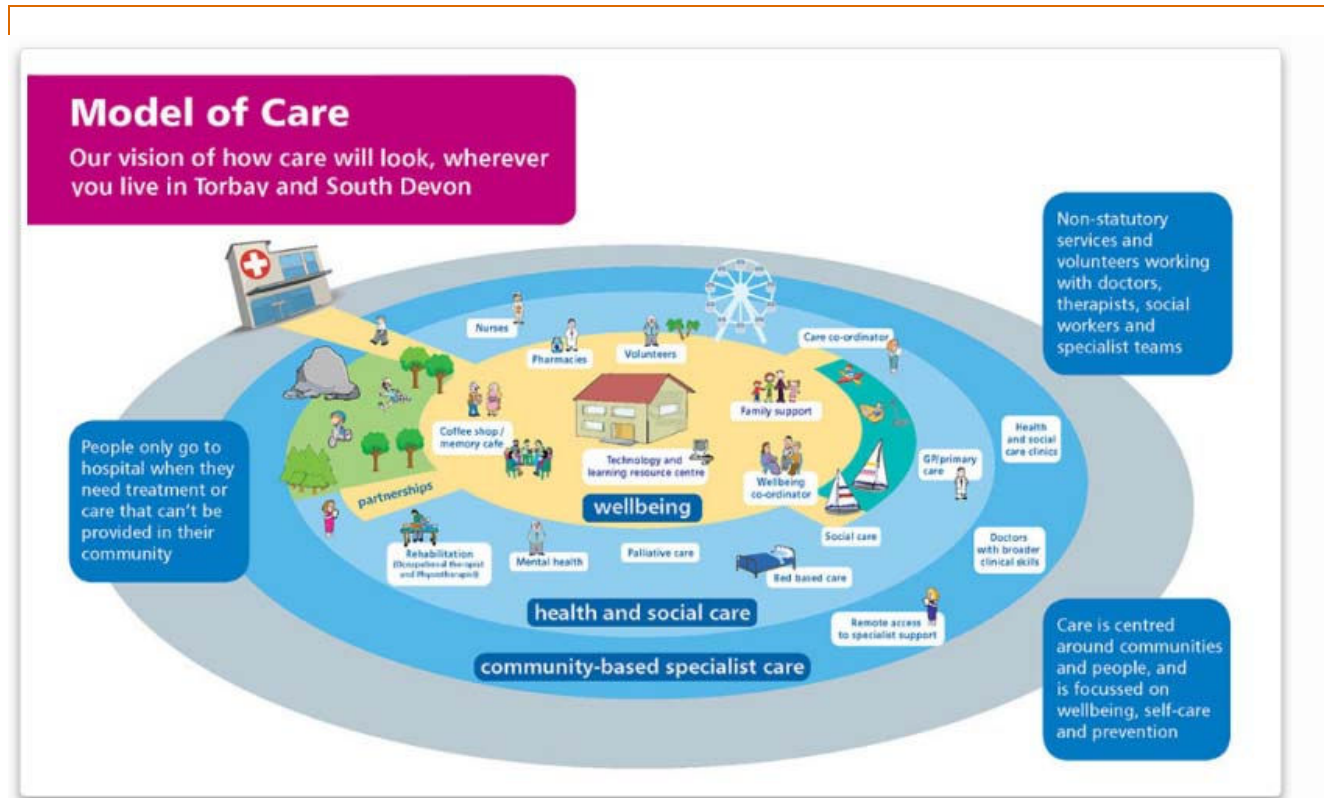 Model of Care
Our vision of how care will look, wherever
you live in Torbay and South Devon
Non-statutory
services and
volunteers working
with doctors,
therapists, social
workers and
specialist teams
People only go to
hospital when they
need treatment or
care that can't be
provided in their
community
Nurses
Pharmacies
Volunteers
Care co-ordinator
Coffee shop /
memory cafe
Family support
Technology and
learning resource centre
Wellbeing
co-ordinator
Health
and social
care clinics
GP/primary
care
partnerships
wellbeing
Social care
Rehabilitation
(Occupational therapist
and Physiotherapist)
Mental health
Palliative care
Bed based care
Doctors
with broader
clinical skills
health and social care
Remote access
to specialist support
community-based specialist care
Care is centred
around communities
and people, and
is focussed on
wellbeing, self-care
and prevention